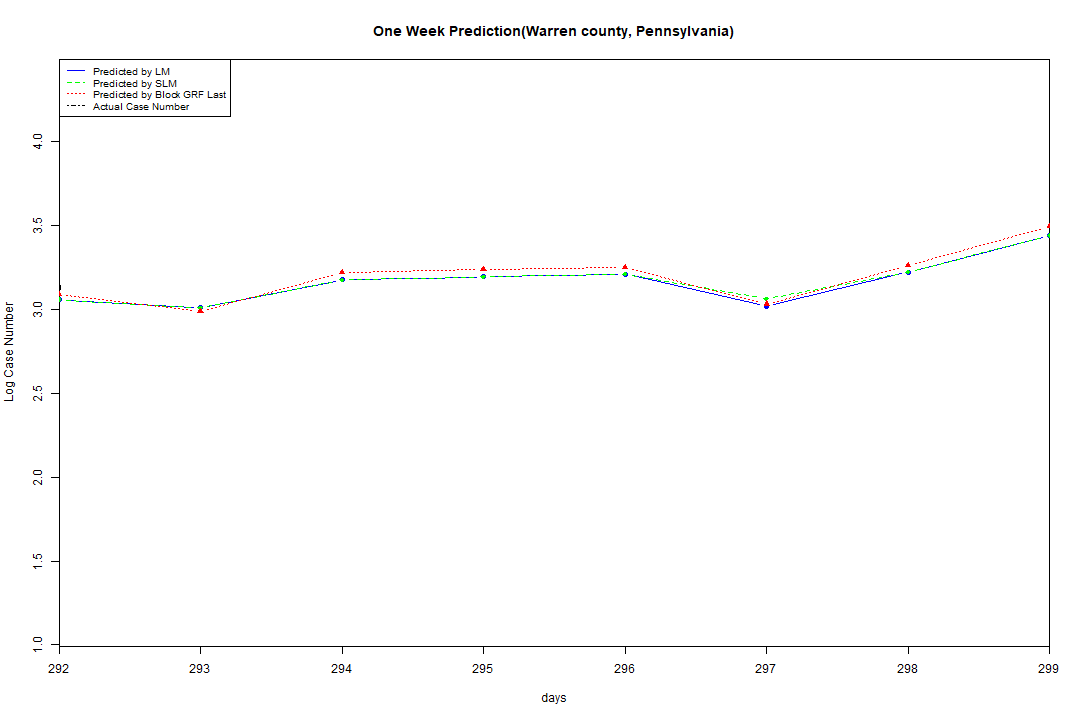 One Week Prediction(Warren county, Pennsylvania)
Predicted by LM
Predicted by SLM
Predicted by Block GRF Last
Actual Case Number
4.0
3.5
3.0
2.5
2.0
1.5
1.0
Log Case Number
292 293 294 295 296 297 298 299
days